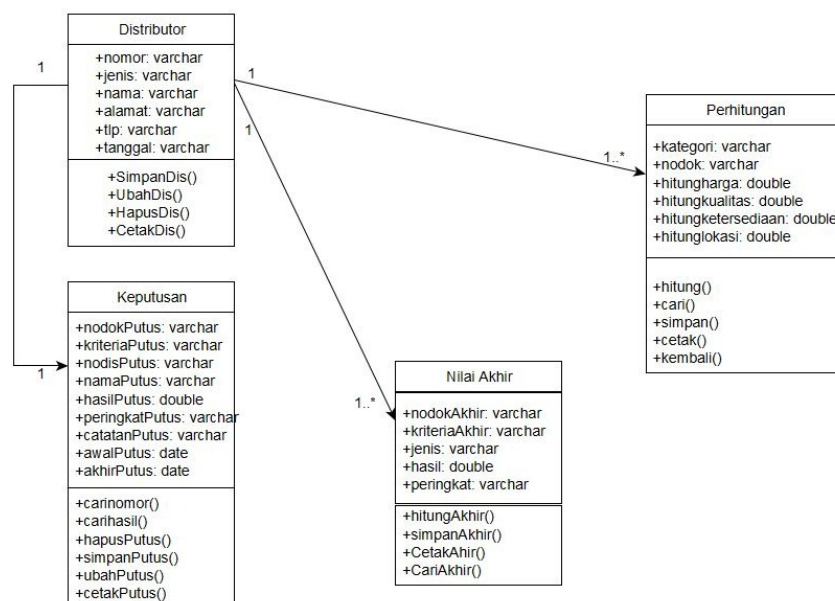 Distributor
+nomor: varchar
+jenis: varchar
+nama: varchar
+alamat: varchar
+tlp: varchar
+tanggal: varchar
+SimpanDis()
+UbahDis()
+HapusDis()
+CetakDis()
1
1
1
1
1..*
1..*
Perhitungan
+kategori: varchar
+nodok: varchar
+hitungharga: double
+hitungkualitas: double
+hitungketersediaan: double
+hitunglokasi: double
+hitung()
+cari()
+simpan()
+cetak()
+kembali()
Keputusan
+nodokPutus: varchar
+kriteriaPutus: varchar
+nodisPutus: varchar
+namaPutus: varchar
+hasilPutus: double
+peringkatPutus: varchar
+catatanPutus: varchar
+awalPutus: date
+akhirPutus: date
+carinomor()
+carihasil()
+hapusPutus()
+simpanPutus()
+ubahPutus()
+cetakPutus()
Nilai Akhir
+nodokAkhir: varchar
+kriteriaAkhir: varchar
+jenis: varchar
+hasil: double
+peringkat: varchar
+hitungAkhir()
+simpanAkhir()
+CetakAhir()
+CariAkhir()